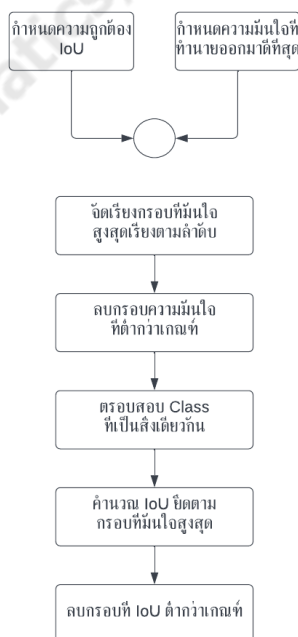 กำหนดความถูกต้อง
IoU
กำหนดความมั่นใจที่
ทำนายออกมาดีที่สุด
จัดเรียงกรอบที่มั่นใจ
สูงสุดเรียงตามลำดับ
ลบกรอบความมั่นใจ
ที่ต่ำกว่าเกณฑ์
ตรอบสอบ Class
ที่เป็นสิ่งเดียวกัน
คำนวณ IoU ยึดตาม
กรอบที่มั่นใจสูงสุด
ลบกรอบที่ IoU ต่ำกว่าเกณฑ์